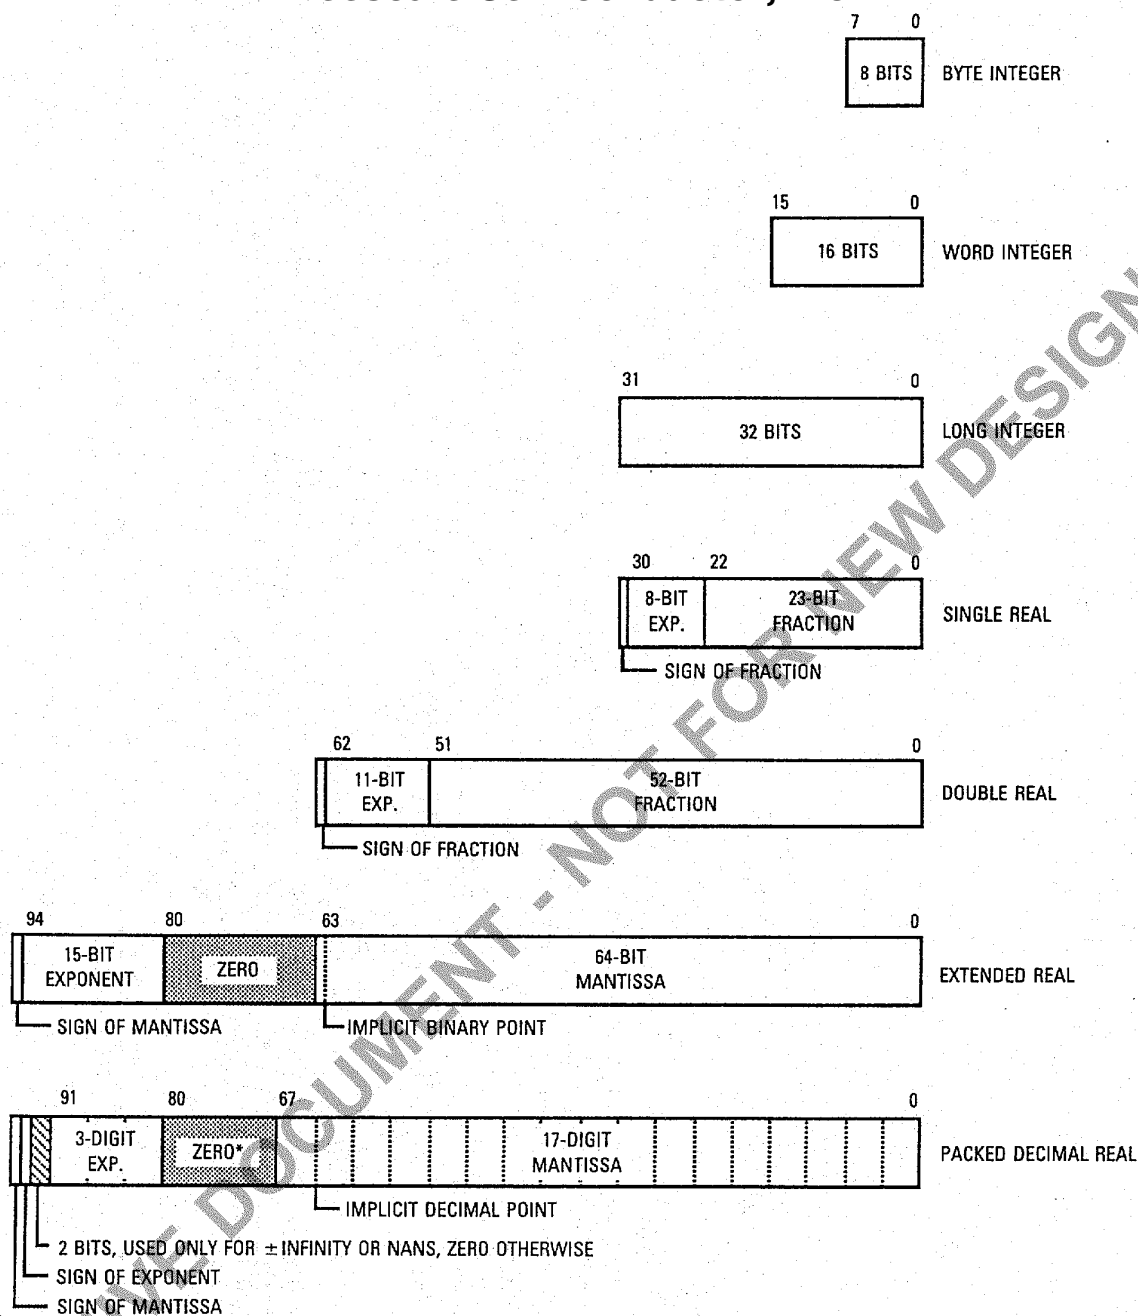 7 0
8 BITS BYTE INTEGER
15 0
16 BITS WORD INTEGER
31 0
32 BITS LONG INTEGER
30 22 0
8-BIT EXP. 23-BIT FRACTION SINGLE REAL
SIGN OF FRACTION
62 51 0
11-BIT EXP. 52-BIT FRACTION DOUBLE REAL
SIGN OF FRACTION
94 80 63 0
15-BIT EXPONENT ZERO 64-BIT MANTISSA EXTENDED REAL
SIGN OF MANTISSA IMPLICIT BINARY POINT
91 80 67 0
3-DIGIT EXP. ZERO* 17-DIGIT MANTISSA PACKED DECIMAL REAL
IMPLICIT DECIMAL POINT
2 BITS, USED ONLY FOR ±INFINITY OR NANS, ZERO OTHERWISE
SIGN OF EXPONENT
SIGN OF MANTISSA
DOCUMENT - NOT FOR NEW DESIGN